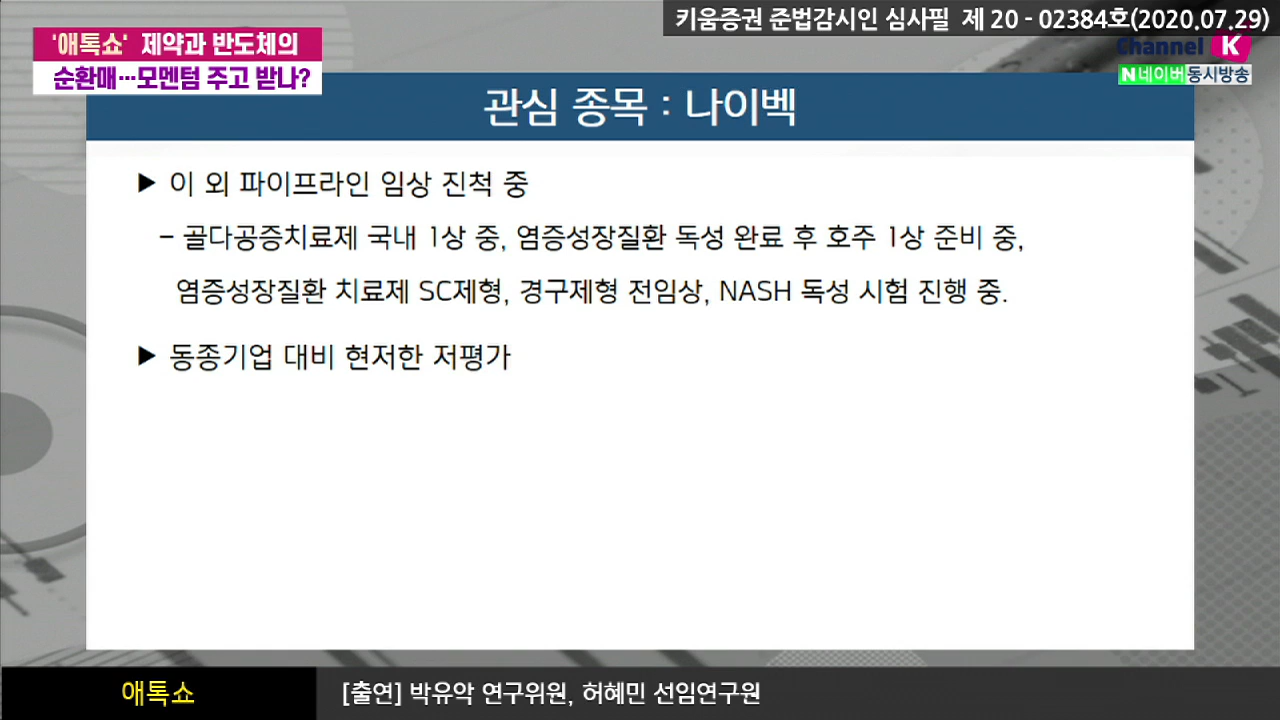 키움증권 준법감시인 심사필 제 20 - 02384호(2020.07.29)
'애톡쇼' 제약과 반도체의
순환매…모멘텀 주고 받나?
Channel K
N네이버동시방송
관심 종목 : 나이벡
▶ 이 외 파이프라인 임상 진척 중
– 골다공증치료제 국내 1상 중, 염증성장질환 독성 완료 후 호주 1상 준비 중,
염증성장질환 치료제 SC제형, 경구제형 전임상, NASH 독성 시험 진행 중.
▶ 동종기업 대비 현저한 저평가
애톡쇼
[출연] 박유악 연구위원, 허혜민 선임연구원